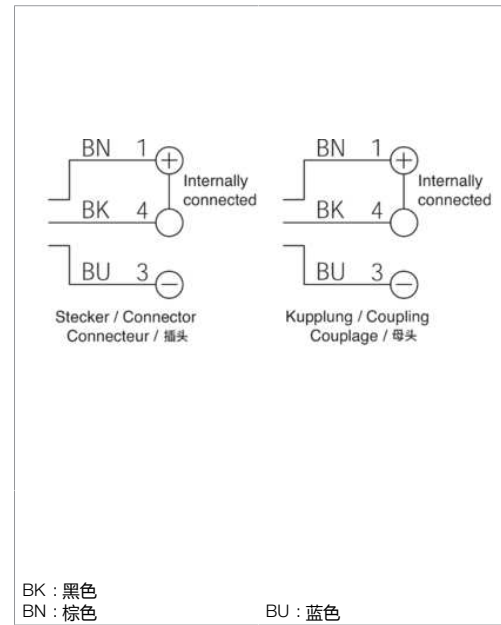 BN 1 + BN 1 +
Internally Internally
connected connected
BK 4 BK 4
BU 3 − BU 3 −
Stecker / Connector Kupplung / Coupling
Connecteur / 插头 Couplage / 母头
BK : 黑色
BN : 棕色 BU : 蓝色